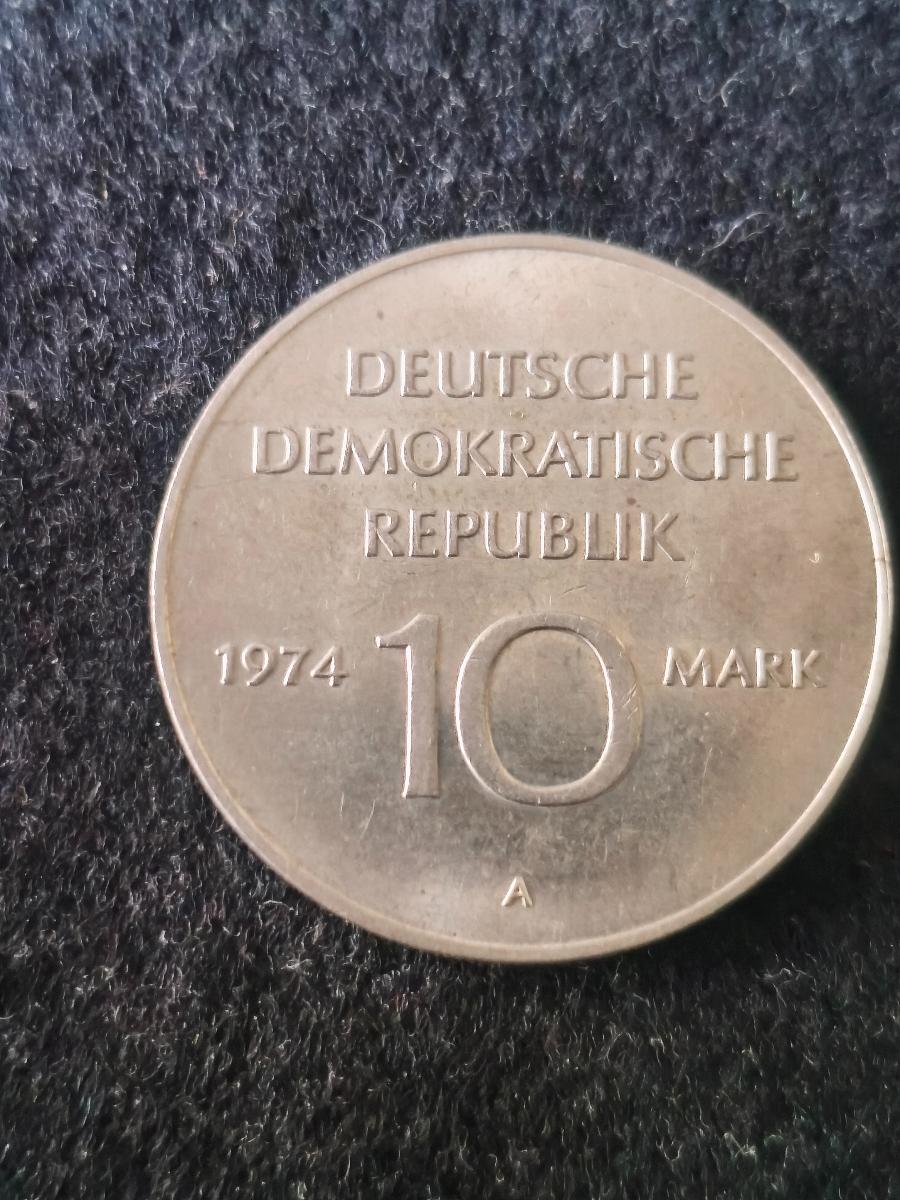 DEUTSCHE
DEMOKRATISCHE
REPUBLIK
1974 10 MARK
A